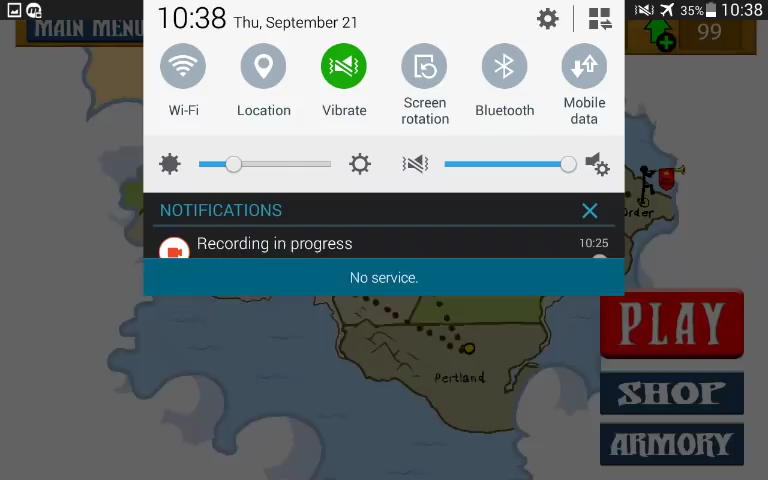 MAIN MENU
10:38 Thu, September 21
35% 10:38
99
Wi-Fi
Location
Vibrate
Screen
rotation
Bluetooth
Mobile
data
NOTIFICATIONS
Recording in progress
10:25
No service.
Order
Pertland
PLAY
SHOP
ARMORY